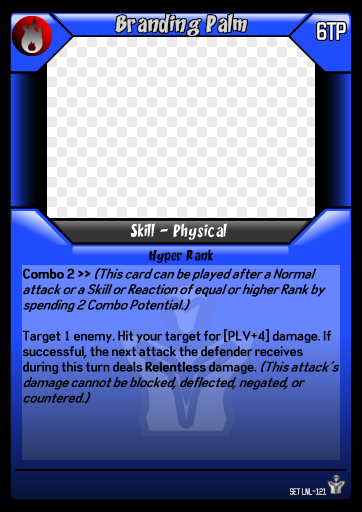 Branding Palm
6TP
Skill - Physical
Hyper Rank
Combo 2 >> (This card can be played after a Normal
attack or a Skill or Reaction of equal or higher Rank by
spending 2 Combo Potential.)
Target 1 enemy. Hit your target for [PLV+4] damage. If
successful, the next attack the defender receives
during this turn deals Relentless damage. (This attack's
damage cannot be blocked, deflected, negated, or
countered.)
SET LNL-121